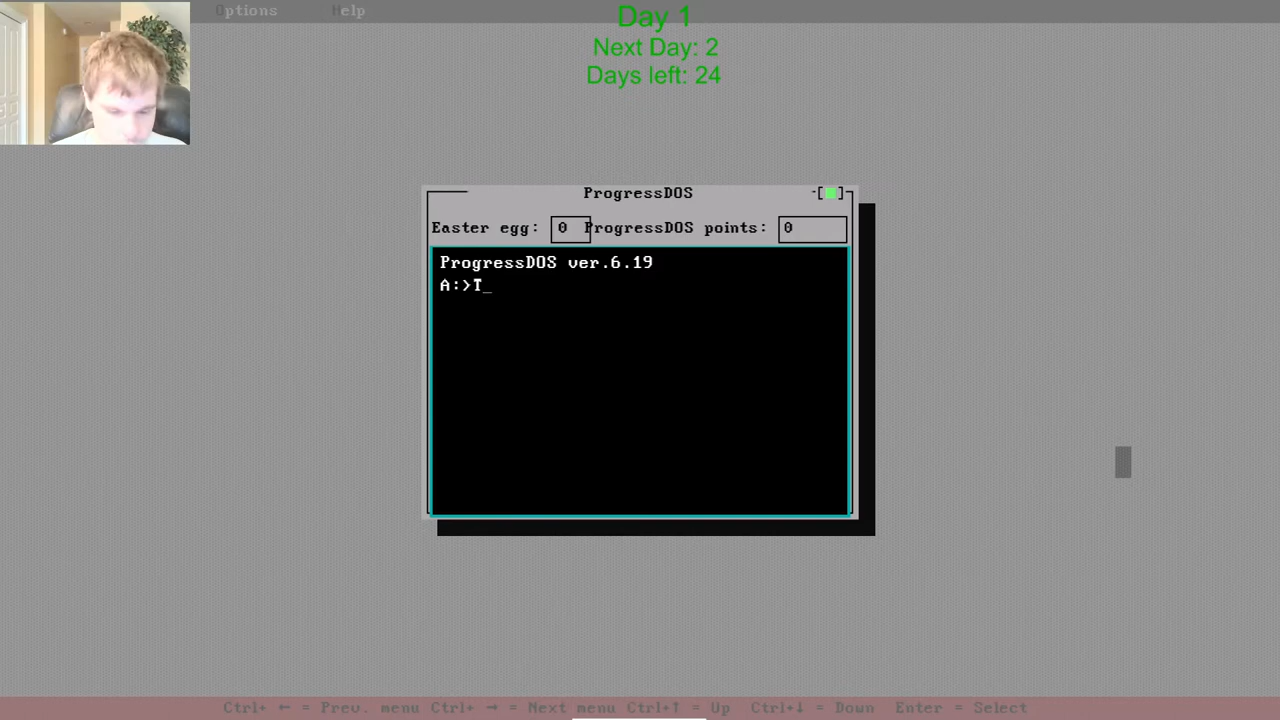 Options Help
Day 1
Next Day: 2
Days left: 24
ProgressDOS
Easter egg: 0 ProgressDOS points: 0
ProgressDOS ver.6.19
A:>T_
Ctrl+ ← = Prev. menu Ctrl+ → = Next menu Ctrl+↑ = Up Ctrl+↓ = Down Enter = Select